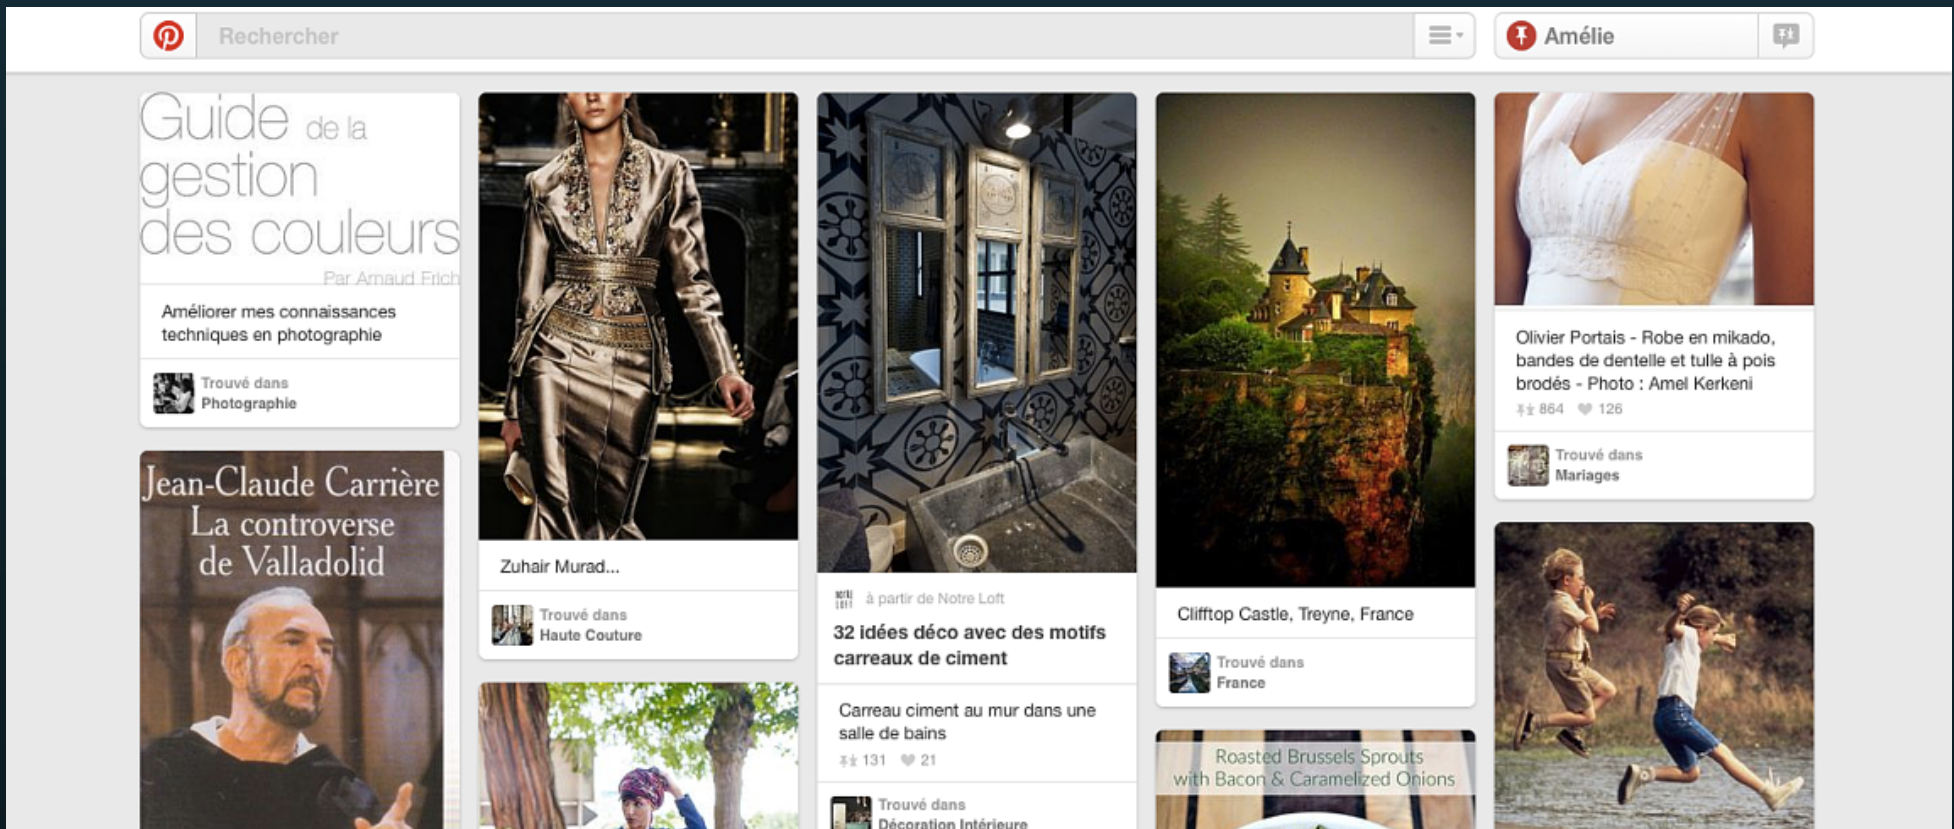 Rechercher
Amélie
Guide de la
gestion
des couleurs
Par Arnaud Frich
Améliorer mes connaissances
techniques en photographie
Trouvé dans
Photographie
Jean-Claude Carrière
La controverse
de Valladolid
Zuhair Murad...
Trouvé dans
Haute Couture
NOTRE
LOFT
à partir de Notre Loft
32 idées déco avec des motifs
carreaux de ciment
Carreau ciment au mur dans une
salle de bains
131 21
Trouvé dans
Décoration Intérieure
Clifftop Castle, Treyne, France
Trouvé dans
France
Roasted Brussels Sprouts
with Bacon & Caramelized Onions
Olivier Portais - Robe en mikado,
bandes de dentelle et tulle à pois
brodés - Photo : Amel Kerkeni
864 126
Trouvé dans
Mariages